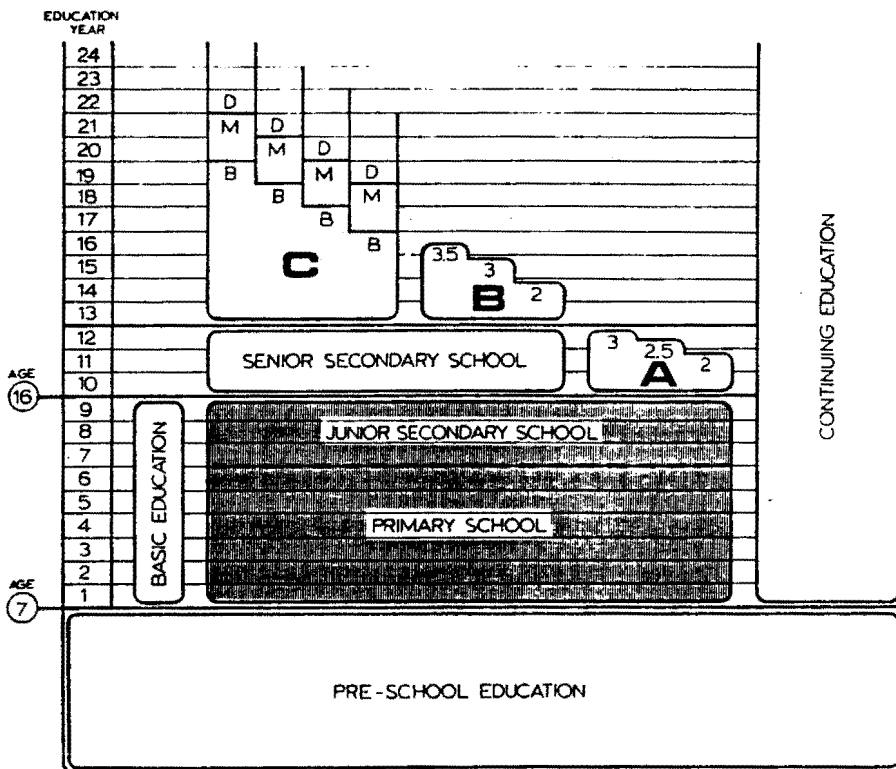 EDUCATION
YEAR
24
23
22 D
21 M D
20 M D
19 B M D
18 B M
17 B
16 B 3.5
15 C 3
14 B 2
13
12 3
11 SENIOR SECONDARY SCHOOL 2.5 2
10 A
AGE
16
9
8 JUNIOR SECONDARY SCHOOL
7
6
5
4 PRIMARY SCHOOL
3
2
1
BASIC EDUCATION
CONTINUING EDUCATION
AGE
7
PRE-SCHOOL EDUCATION